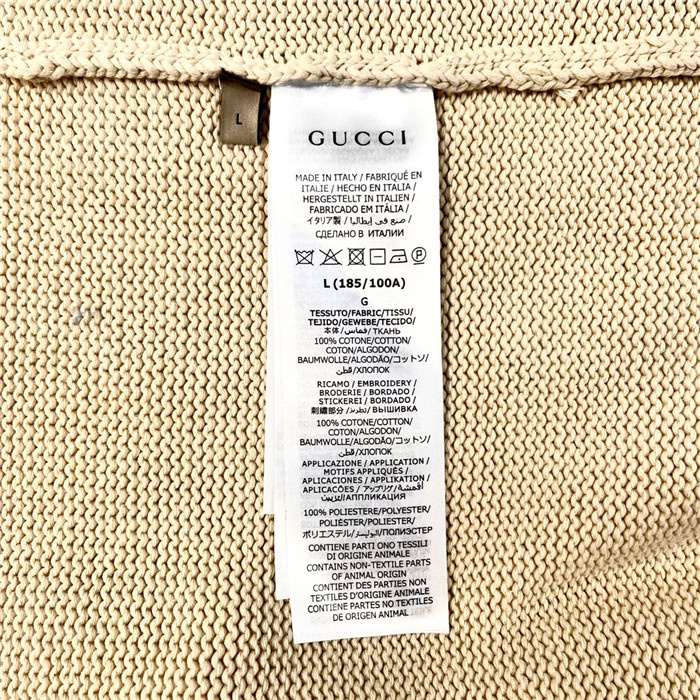 L
GUCCI
MADE IN ITALY / FABRIQUÉ EN
ITALIE / HECHO EN ITALIA /
HERGESTELLT IN ITALIEN /
FABRICADO EM ITÁLIA /
イタリア製 / صنع في إيطاليا /
СДЕЛАНО В ИТАЛИИ
L (185/100A)
G
TESSUTO/FABRIC/TISSU/
TEJIDO/GEWEBE/TECIDO/
本体/قماش/ТКАНЬ
100% COTONE/COTTON/
COTON/ALGODON/
BAUMWOLLE/ALGODÃO/コットン/
قطن/ХЛОПОК
RICAMO / EMBROIDERY /
BRODERIE / BORDADO /
STICKEREI / BORDADO /
刺繍部分 /تطريز/ ВЫШИВКА
100% COTONE/COTTON/
COTON/ALGODON/
BAUMWOLLE/ALGODÃO/コットン/
قطن/ХЛОПОК
APPLICAZIONE / APPLICATION /
MOTIFS APPLIQUÉS /
APLICACIONES / APPLIKATION /
APLICACÕES / アップリケ/ أقمشة
التزيين/АППЛИКАЦИЯ
100% POLIESTERE/POLYESTER/
POLIÉSTER/POLIESTER/
ポリエステル/البوليستر/ПОЛИЭСТЕР
CONTIENE PARTI ONO TESSILI
DI ORIGINE ANIMALE
CONTAINS NON-TEXTILE PARTS
OF ANIMAL ORIGIN
CONTIENT DES PARTIES NON
TEXTILES D'ORIGINE ANIMALE
CONTIENE PARTES NO TEXTILES
DE ORIGEN ANIMAL